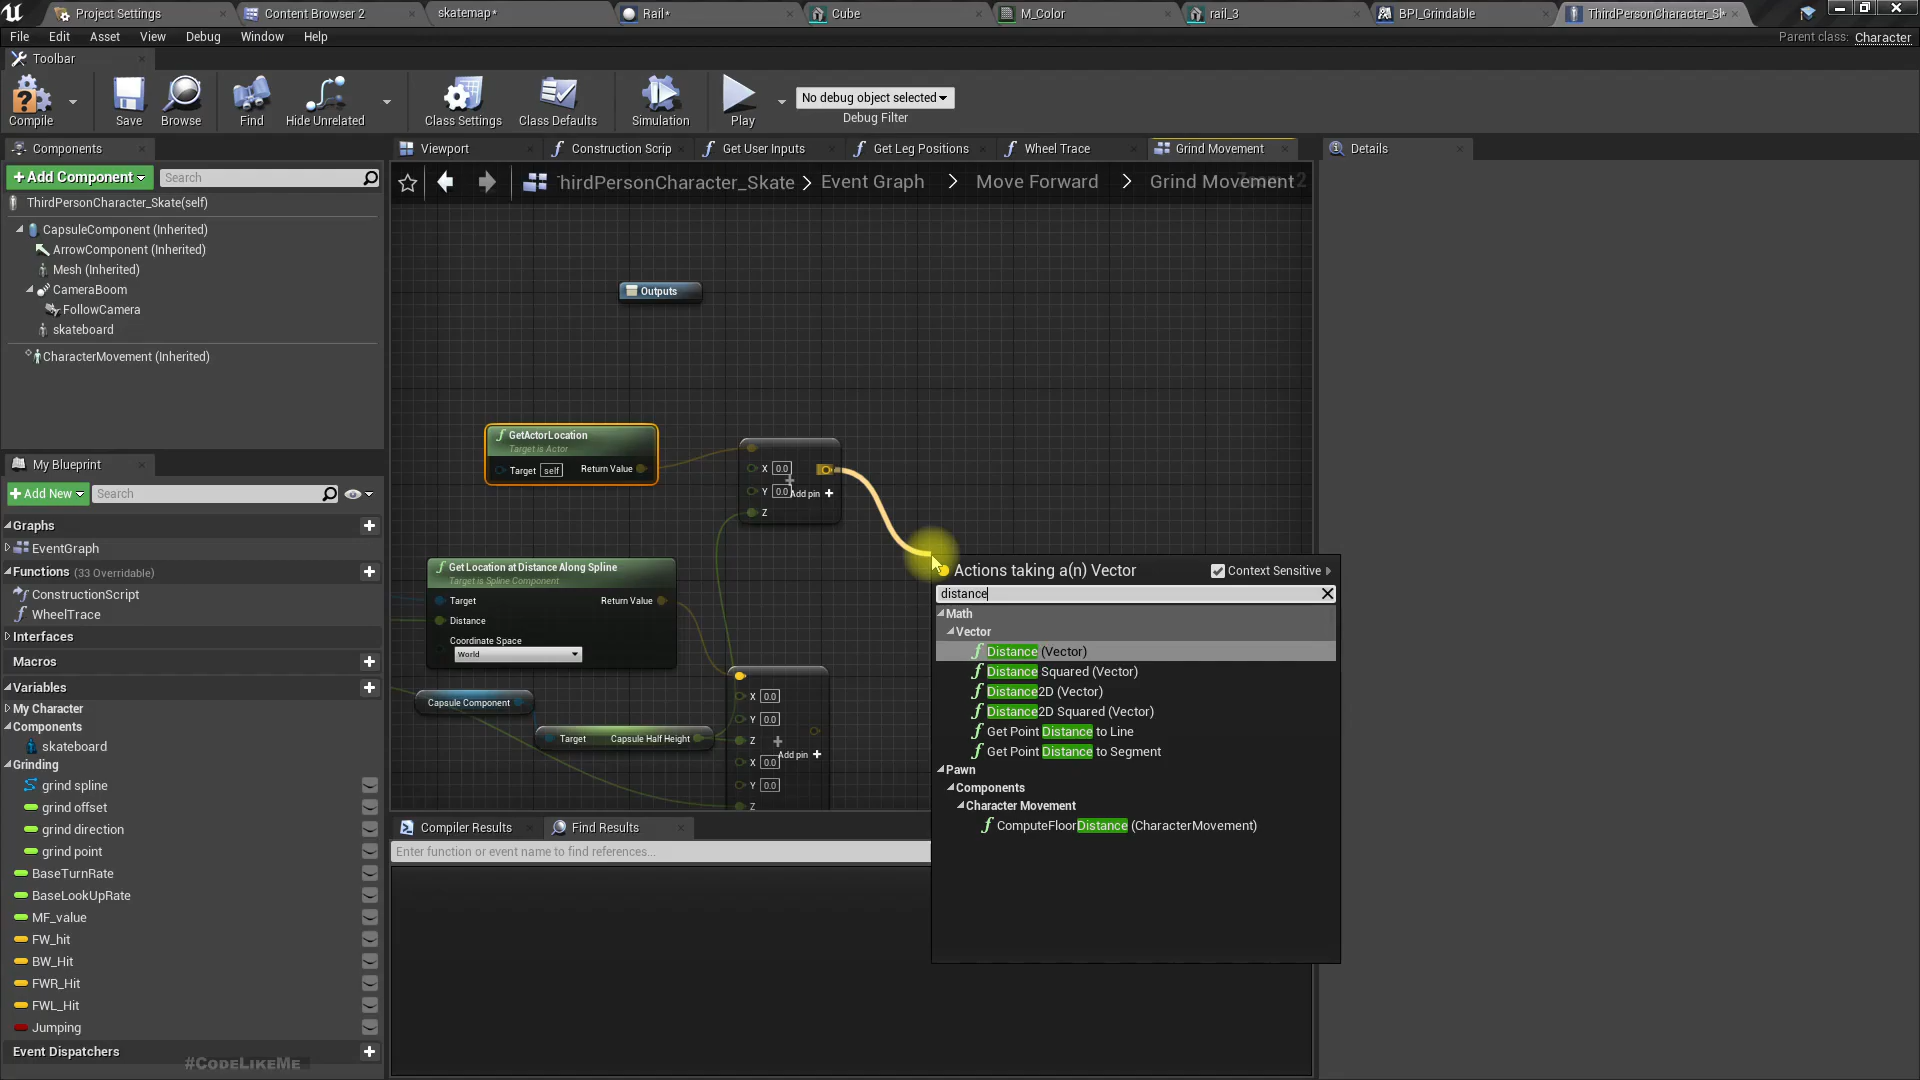 Project Settings
Content Browser 2
skatemap*
Rail*
Cube
M_Color
rail_3
BPI_Grindable
ThirdPersonCharacter_Sk*
File Edit Asset View Debug Window Help
Parent class: Character
Toolbar
Compile
Save
Browse
Find
Hide Unrelated
Class Settings
Class Defaults
Simulation
Play
No debug object selected
Debug Filter
Components
Viewport
Construction Scrip
Get User Inputs
Get Leg Positions
Wheel Trace
Grind Movement
Details
+ Add Component
Search
hirdPersonCharacter_Skate > Event Graph > Move Forward > Grind Movement
ThirdPersonCharacter_Skate(self)
CapsuleComponent (Inherited)
ArrowComponent (Inherited)
Mesh (Inherited)
CameraBoom
FollowCamera
skateboard
CharacterMovement (Inherited)
Outputs
GetActorLocation
Target is Actor
Target self Return Value
X 0.0
Y 0.0 Add pin +
Z
My Blueprint
+ Add New
Search
Graphs
EventGraph
Functions (33 Overridable)
ConstructionScript
WheelTrace
Interfaces
Macros
Variables
My Character
Components
skateboard
Grinding
grind spline
grind offset
grind direction
grind point
BaseTurnRate
BaseLookUpRate
MF_value
FW_hit
BW_Hit
FWR_Hit
FWL_Hit
Jumping
Event Dispatchers
#CODELIKEME
Get Location at Distance Along Spline
Target is Spline Component
Target Return Value
Distance
Coordinate Space
World
Capsule Component
Target Capsule Half Height
X 0.0
Y 0.0
Z
Add pin +
X 0.0
Y 0.0
Z
Actions taking a(n) Vector
Context Sensitive
distance
Math
Vector
Distance (Vector)
Distance Squared (Vector)
Distance2D (Vector)
Distance2D Squared (Vector)
Get Point Distance to Line
Get Point Distance to Segment
Pawn
Components
Character Movement
ComputeFloorDistance (CharacterMovement)
Compiler Results
Find Results
Enter function or event name to find references...